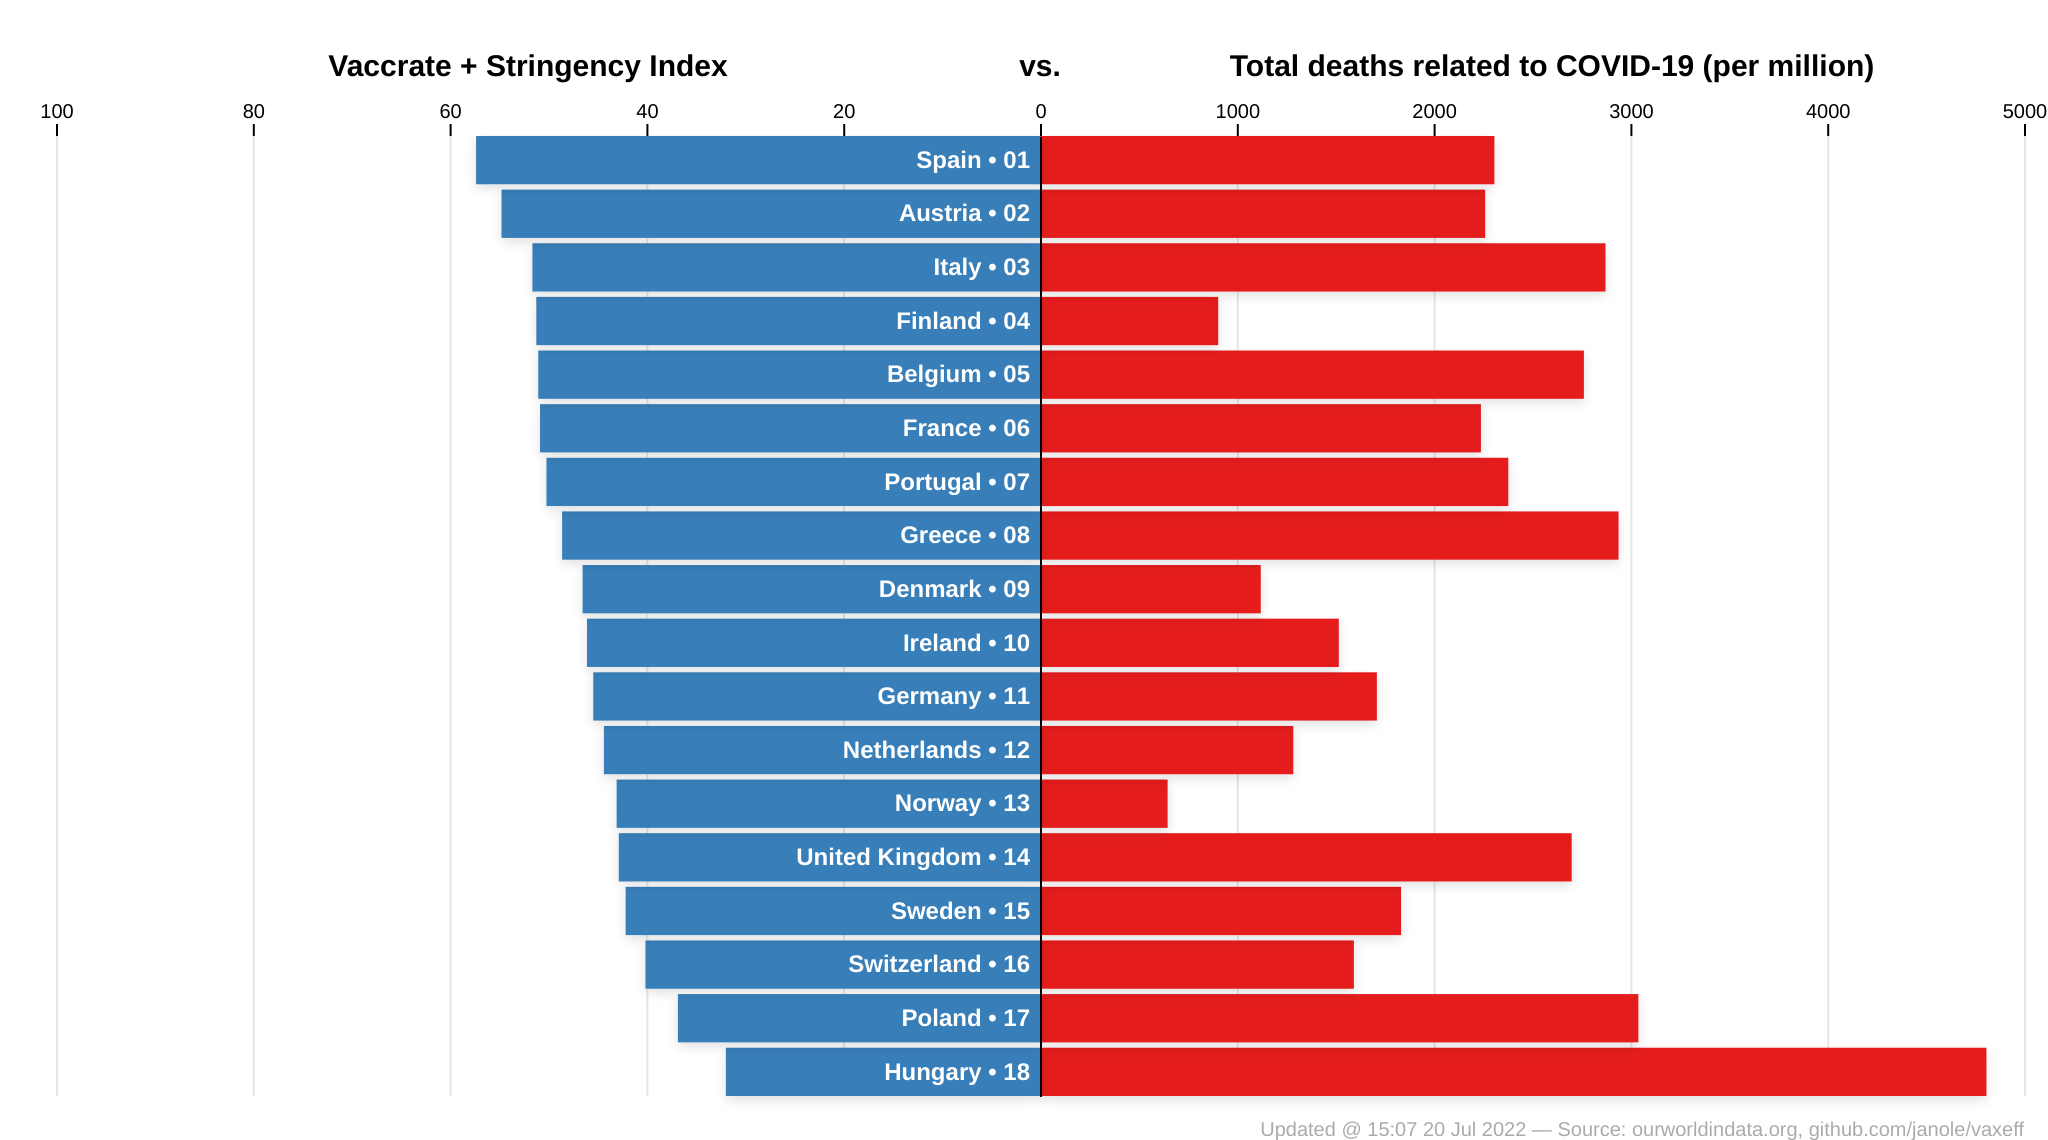 Vaccrate + Stringency Index vs. Total deaths related to COVID-19 (per million)
100 80 60 40 20 0 1000 2000 3000 4000 5000
Spain • 01
Austria • 02
Italy • 03
Finland • 04
Belgium • 05
France • 06
Portugal • 07
Greece • 08
Denmark • 09
Ireland • 10
Germany • 11
Netherlands • 12
Norway • 13
United Kingdom • 14
Sweden • 15
Switzerland • 16
Poland • 17
Hungary • 18
Updated @ 15:07 20 Jul 2022 — Source: ourworldindata.org, github.com/janole/vaxeff